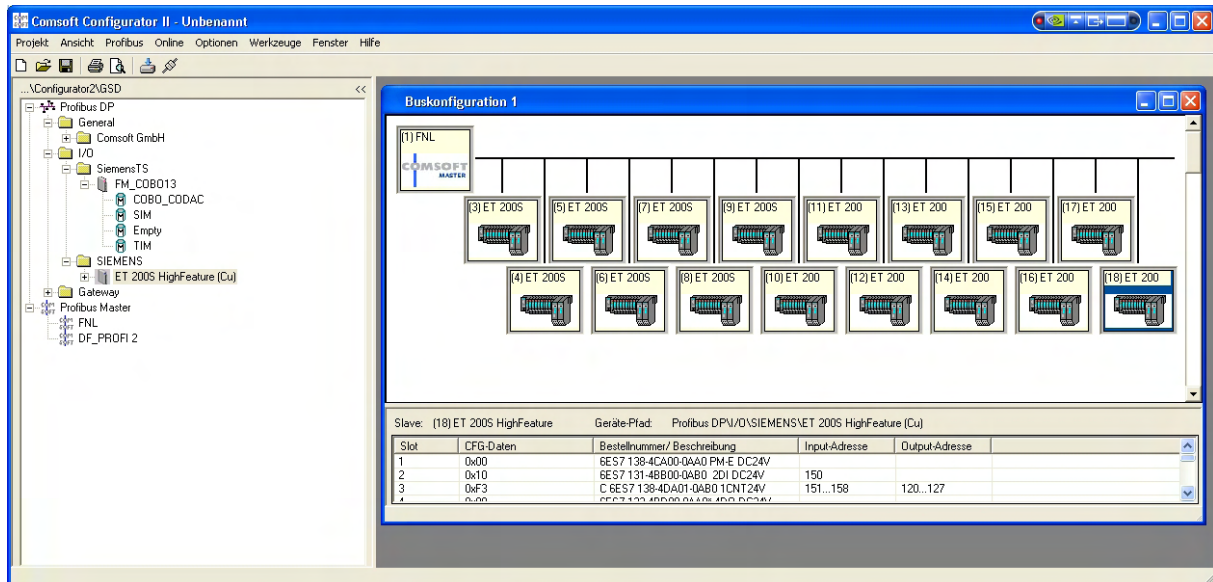 Comsoft Configurator II - Unbenannt
Projekt Ansicht Profibus Online Optionen Werkzeuge Fenster Hilfe
...\Configurator2\GSD <<
Profibus DP
General
Comsoft GmbH
I/O
SiemensTS
FM_COBO13
COBO_CODAC
SIM
Empty
TIM
SIEMENS
ET 200S HighFeature (Cu)
Gateway
Profibus Master
FNL
DF_PROFI 2
Buskonfiguration 1
(1) FNL
COMSOFT
MASTER
(3) ET 200S (5) ET 200S (7) ET 200S (9) ET 200S (11) ET 200 (13) ET 200 (15) ET 200 (17) ET 200
(4) ET 200S (6) ET 200S (8) ET 200S (10) ET 200 (12) ET 200 (14) ET 200 (16) ET 200 (18) ET 200
Slave: (18) ET 200S HighFeature Geräte-Pfad: Profibus DP\I/O\SIEMENS\ET 200S HighFeature (Cu)
Slot CFG-Daten Bestellnummer/ Beschreibung Input-Adresse Output-Adresse
1 0x00 6ES7 138-4CA00-0AA0 PM-E DC24V
2 0x10 6ES7 131-4BB00-0AB0 2DI DC24V 150
3 0xF3 C 6ES7 138-4DA01-0AB0 1CNT24V 151...158 120...127